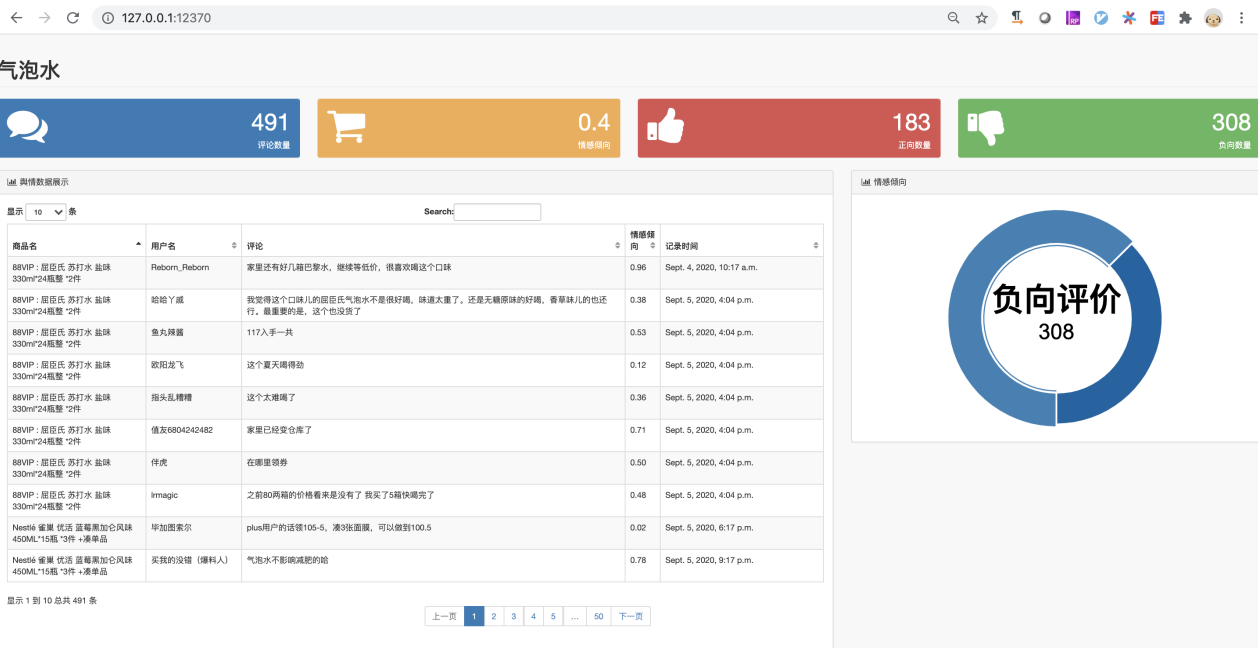 127.0.0.1:12370
气泡水
491
评论数量
0.4
情感倾向
183
正向数量
308
负向数量
舆情数据展示
显示 10 条
Search:
商品名 用户名 评论 情感倾向 记录时间
88VIP : 屈臣氏 苏打水 盐味 330ml*24瓶整 *2件 Reborn_Reborn 家里还有好几箱巴黎水，继续等低价，很喜欢喝这个口味 0.96 Sept. 4, 2020, 10:17 a.m.
88VIP : 屈臣氏 苏打水 盐味 330ml*24瓶整 *2件 哈哈丫戚 我觉得这个口味儿的屈臣氏气泡水不是很好喝，味道太重了。还是无糖原味的好喝，香草味儿的也还行。最重要的是，这个也没货了 0.38 Sept. 5, 2020, 4:04 p.m.
88VIP : 屈臣氏 苏打水 盐味 330ml*24瓶整 *2件 鱼丸辣酱 117入手一共 0.53 Sept. 5, 2020, 4:04 p.m.
88VIP : 屈臣氏 苏打水 盐味 330ml*24瓶整 *2件 欧阳龙飞 这个夏天喝得劲 0.12 Sept. 5, 2020, 4:04 p.m.
88VIP : 屈臣氏 苏打水 盐味 330ml*24瓶整 *2件 指头乱糟糟 这个太难喝了 0.36 Sept. 5, 2020, 4:04 p.m.
88VIP : 屈臣氏 苏打水 盐味 330ml*24瓶整 *2件 值友6804242482 家里已经变仓库了 0.71 Sept. 5, 2020, 4:04 p.m.
88VIP : 屈臣氏 苏打水 盐味 330ml*24瓶整 *2件 伴虎 在哪里领券 0.50 Sept. 5, 2020, 4:04 p.m.
88VIP : 屈臣氏 苏打水 盐味 330ml*24瓶整 *2件 lrmagic 之前80两箱的价格看来是没有了 我买了5箱快喝完了 0.48 Sept. 5, 2020, 4:04 p.m.
Nestlé 雀巢 优活 蓝莓黑加仑风味 450ML*15瓶 *3件 +凑单品 毕加图索尔 plus用户的话领105-5，凑3张面膜，可以做到100.5 0.02 Sept. 5, 2020, 6:17 p.m.
Nestlé 雀巢 优活 蓝莓黑加仑风味 450ML*15瓶 *3件 +凑单品 买我的没错（爆料人） 气泡水不影响减肥的哈 0.78 Sept. 5, 2020, 9:17 p.m.
显示 1 到 10 总共 491 条
上一页 1 2 3 4 5 ... 50 下一页
情感倾向
负向评价
308